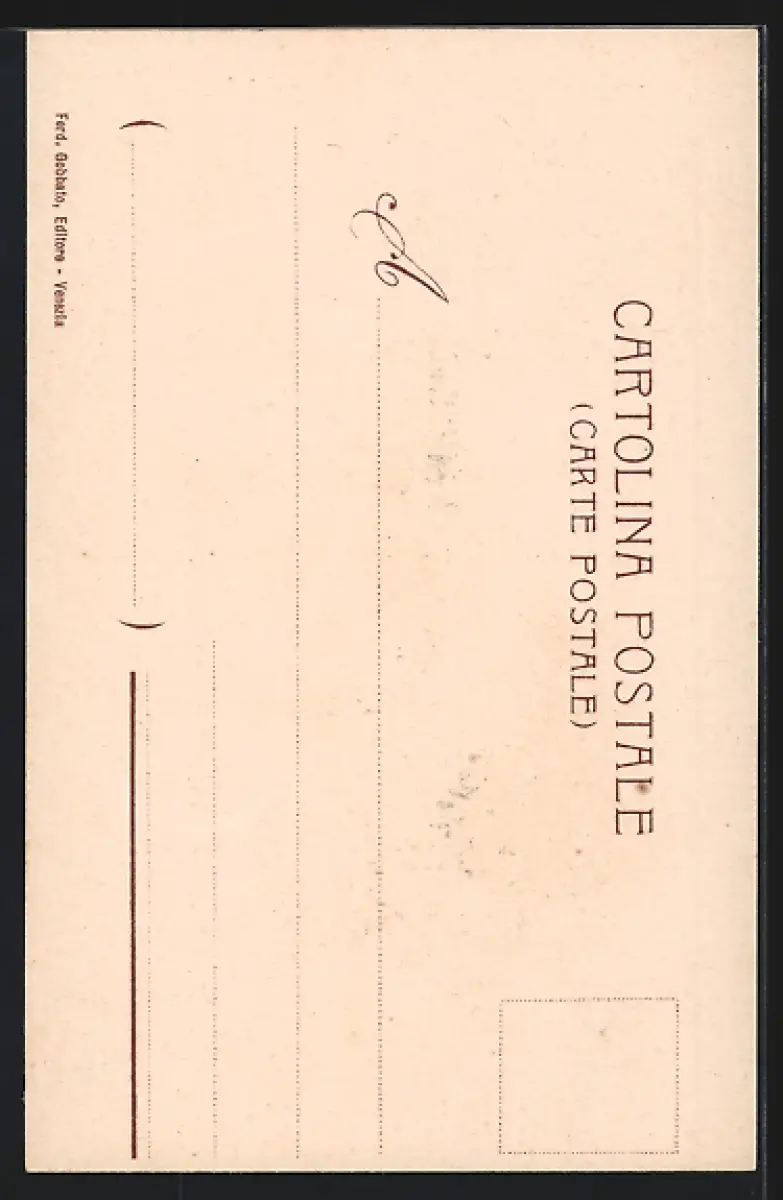 CARTOLINA POSTALE
(CARTE POSTALE)
A
(
)
Ferd. Gobbato, Editore - Venezia